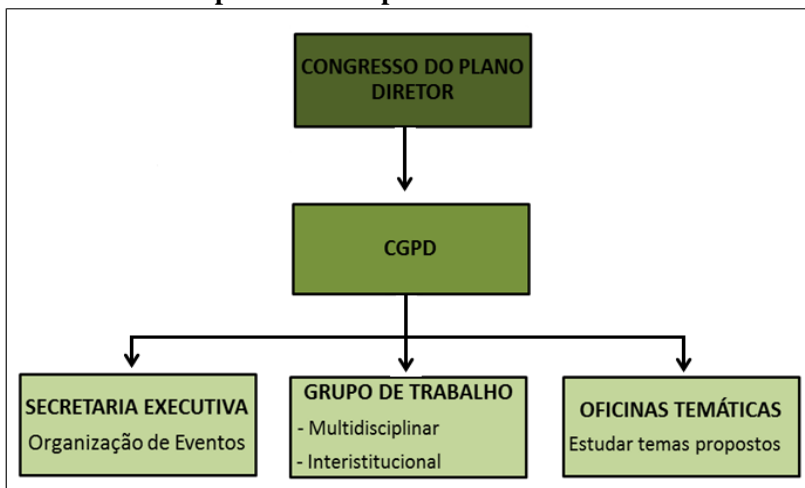 CONGRESSO DO PLANO
DIRETOR
CGPD
SECRETARIA EXECUTIVA
Organização de Eventos
GRUPO DE TRABALHO
- Multidisciplinar
- Interistitucional
OFICINAS TEMÁTICAS
Estudar temas propostos